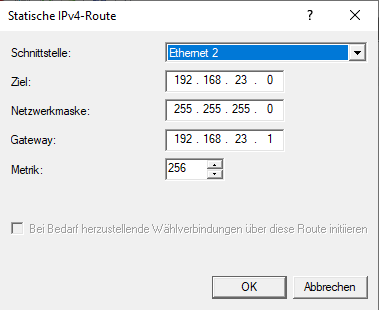 Statische IPv4-Route
Schnittstelle: Ethernet 2
Ziel: 192 . 168 . 23 . 0
Netzwerkmaske: 255 . 255 . 255 . 0
Gateway: 192 . 168 . 23 . 1
Metrik: 256
Bei Bedarf herzustellende Wählverbindungen über diese Route initiieren
OK Abbrechen